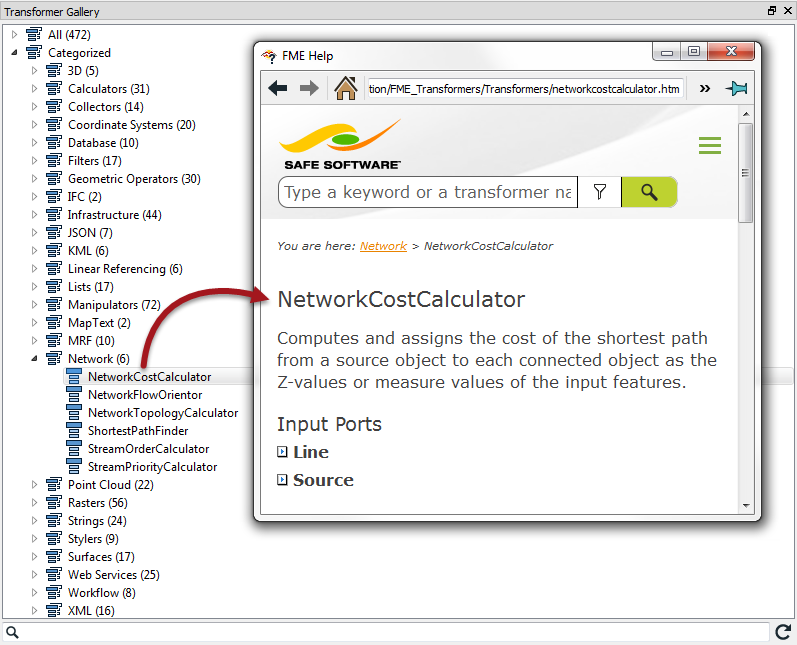 Transformer Gallery
All (472)
Categorized
3D (5)
Calculators (31)
Collectors (14)
Coordinate Systems (20)
Database (10)
Filters (17)
Geometric Operators (30)
IFC (2)
Infrastructure (44)
JSON (7)
KML (6)
Linear Referencing (6)
Lists (17)
Manipulators (72)
MapText (2)
MRF (10)
Network (6)
NetworkCostCalculator
NetworkFlowOrientor
NetworkTopologyCalculator
ShortestPathFinder
StreamOrderCalculator
StreamPriorityCalculator
Point Cloud (22)
Rasters (56)
Strings (24)
Stylers (9)
Surfaces (17)
Web Services (25)
Workflow (8)
XML (16)
FME Help
tion/FME_Transformers/Transformers/networkcostcalculator.htm
»
SAFE SOFTWARE™
Type a keyword or a transformer na
You are here: Network > NetworkCostCalculator
NetworkCostCalculator
Computes and assigns the cost of the shortest path
from a source object to each connected object as the
Z-values or measure values of the input features.
Input Ports
Line
Source